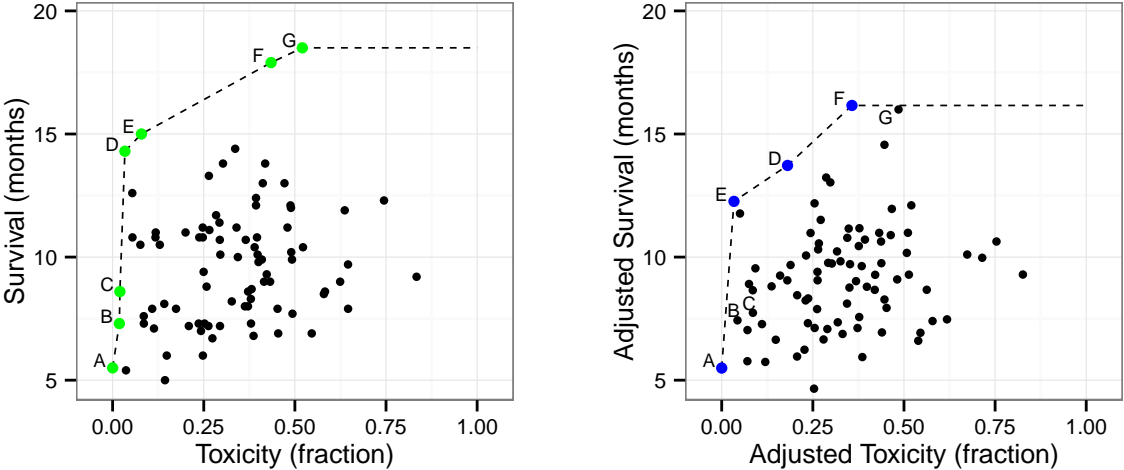 20
15
10
5
Survival (months)
A
B
C
D
E
F
G
0.00 0.25 0.50 0.75 1.00
Toxicity (fraction)
20
15
10
5
Adjusted Survival (months)
A
B
C
E
D
F
G
0.00 0.25 0.50 0.75 1.00
Adjusted Toxicity (fraction)